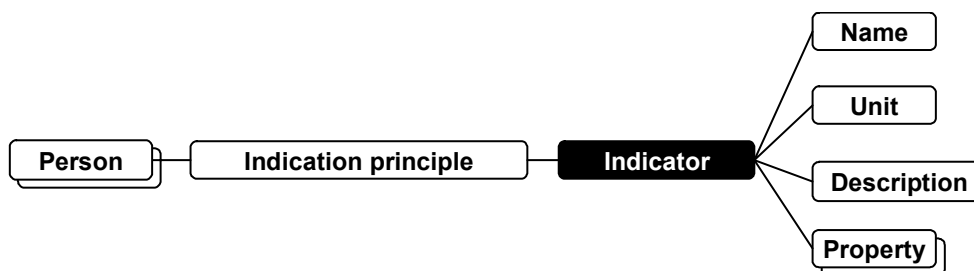 Name
Unit
Person
Indication principle
Indicator
Description
Property